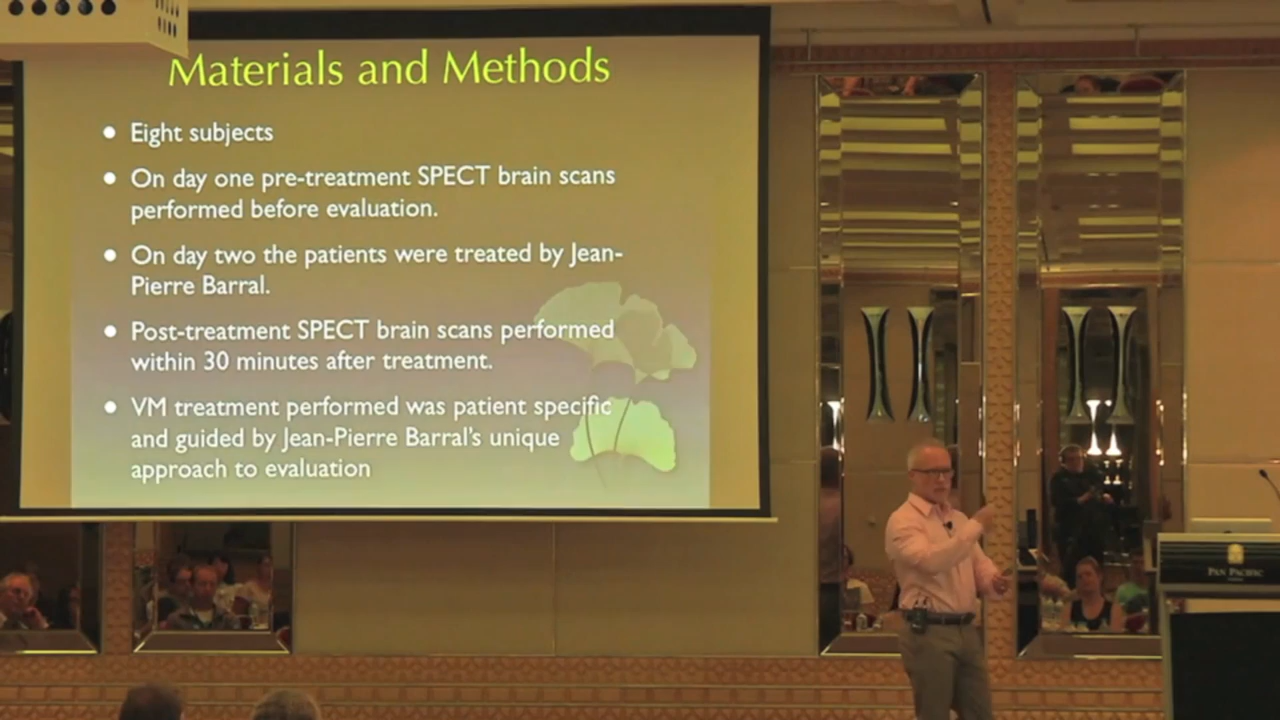 Materials and Methods
• Eight subjects
• On day one pre-treatment SPECT brain scans
performed before evaluation.
• On day two the patients were treated by Jean-
Pierre Barral.
• Post-treatment SPECT brain scans performed
within 30 minutes after treatment.
• VM treatment performed was patient specific
and guided by Jean-Pierre Barral's unique
approach to evaluation
PAN PACIFIC